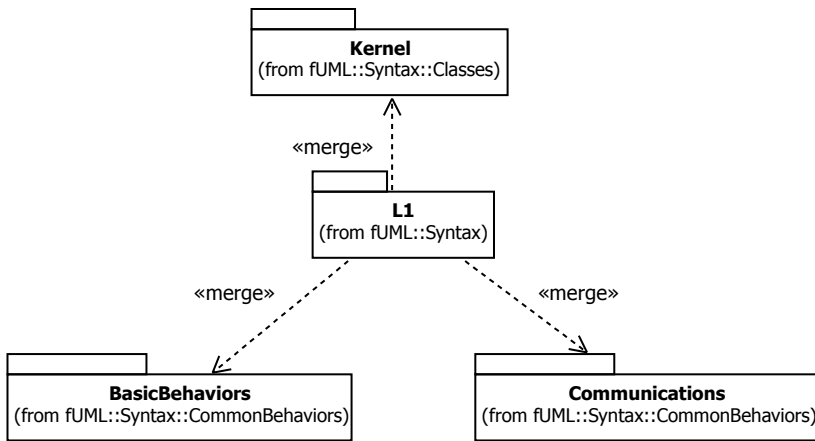 Kernel
(from fUML::Syntax::Classes)
«merge»
L1
(from fUML::Syntax)
«merge»
«merge»
BasicBehaviors
(from fUML::Syntax::CommonBehaviors)
Communications
(from fUML::Syntax::CommonBehaviors)